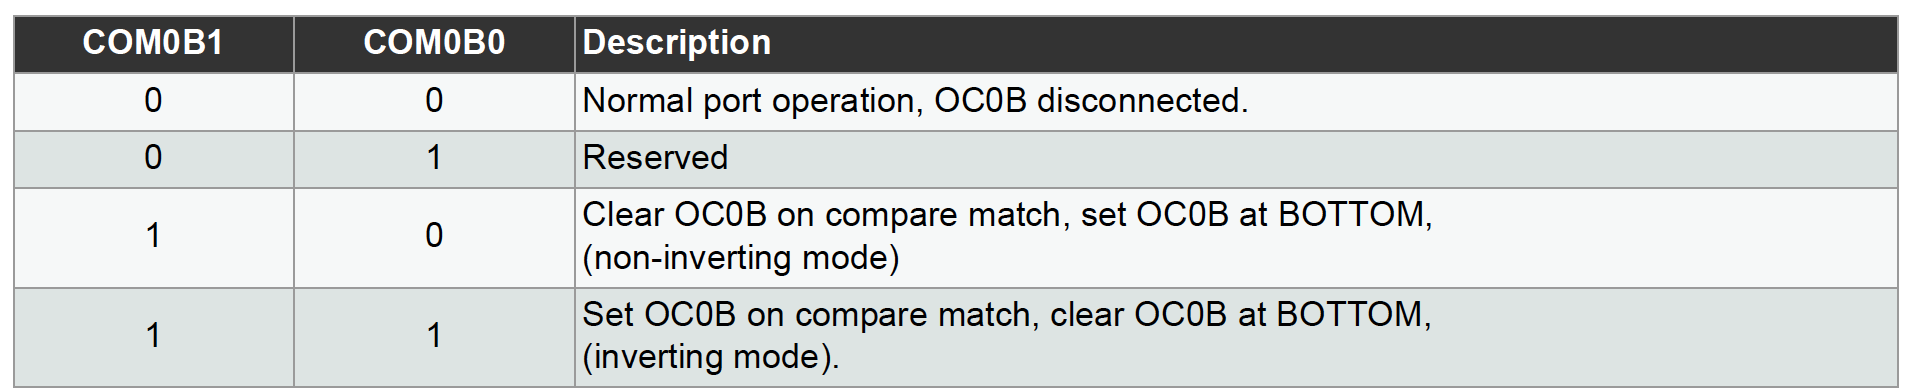 COM0B1 COM0B0 Description
0 0 Normal port operation, OC0B disconnected.
0 1 Reserved
1 0 Clear OC0B on compare match, set OC0B at BOTTOM,
(non-inverting mode)
1 1 Set OC0B on compare match, clear OC0B at BOTTOM,
(inverting mode).